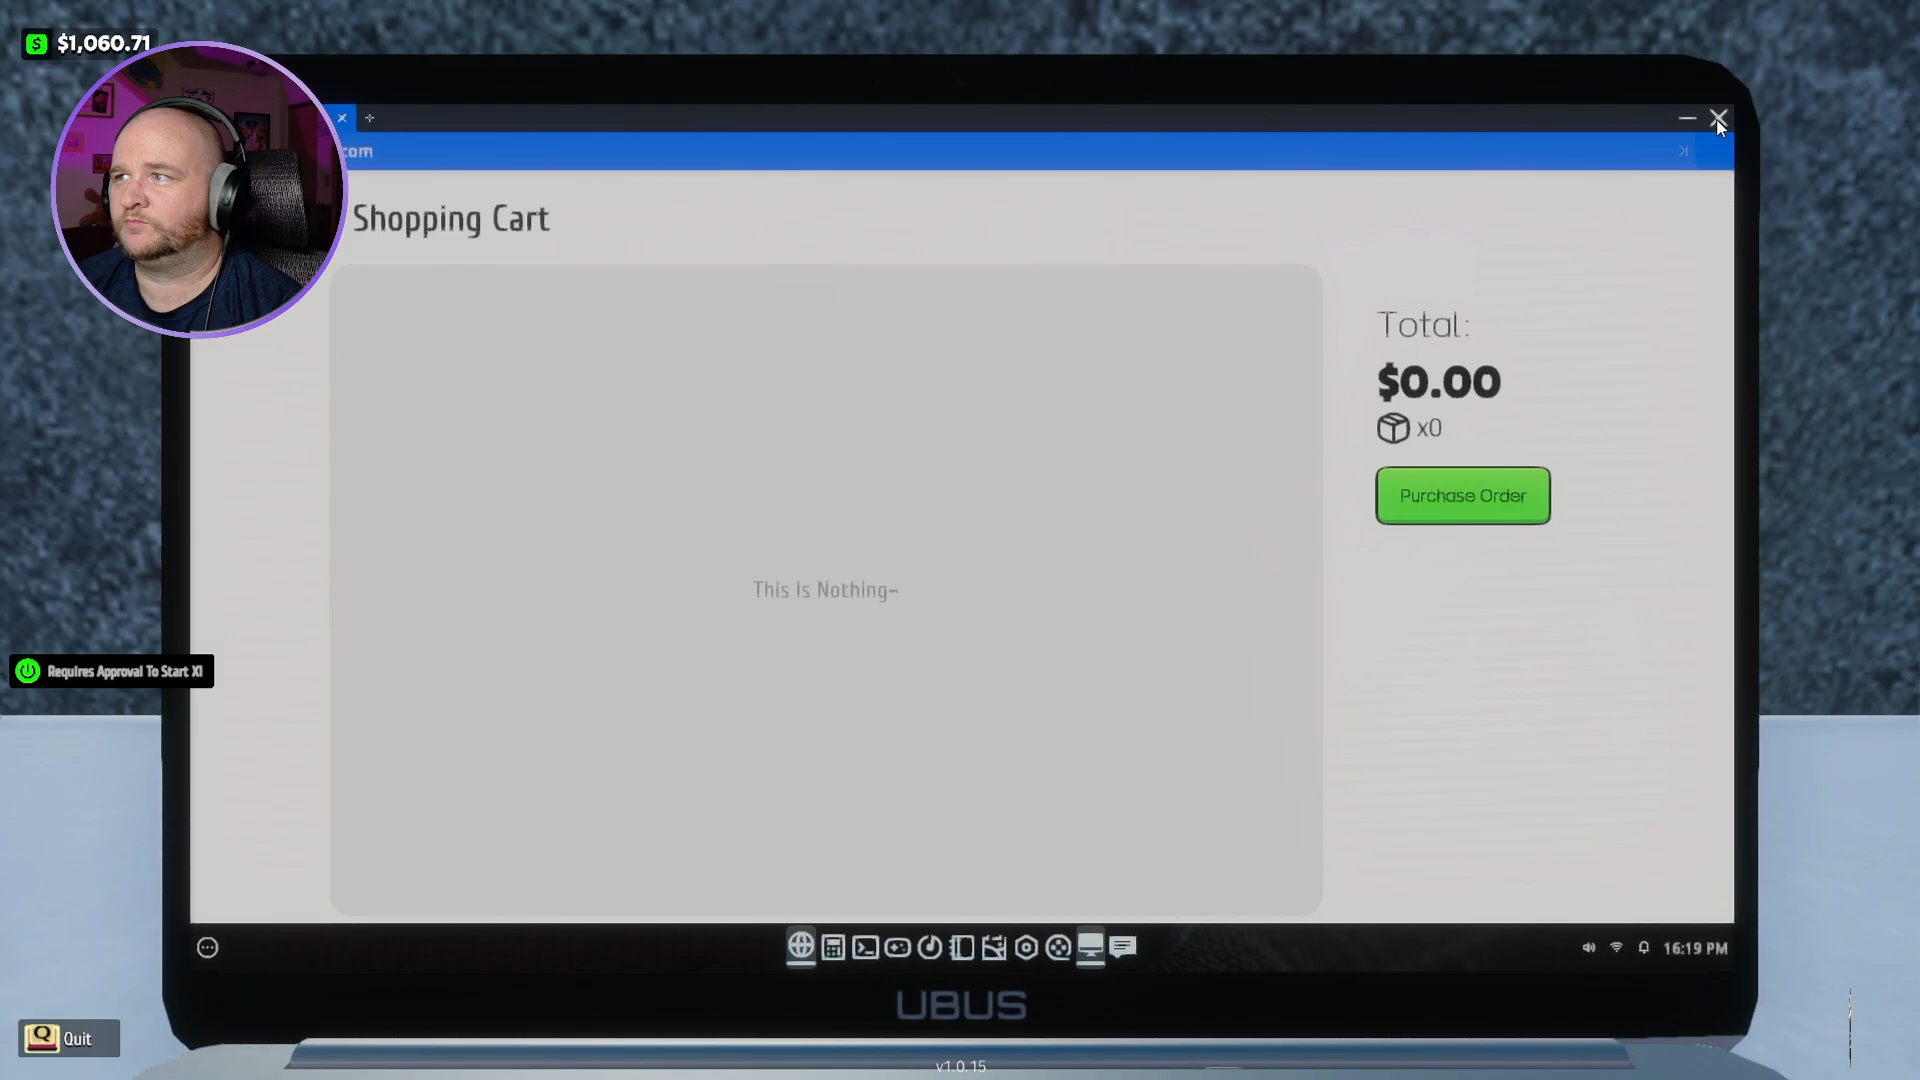 $1,060.71
com
Shopping Cart
Total:
$0.00
x0
Purchase Order
This Is Nothing~
Requires Approval To Start X1
16:19 PM
UBUS
Q Quit
v1.0.15